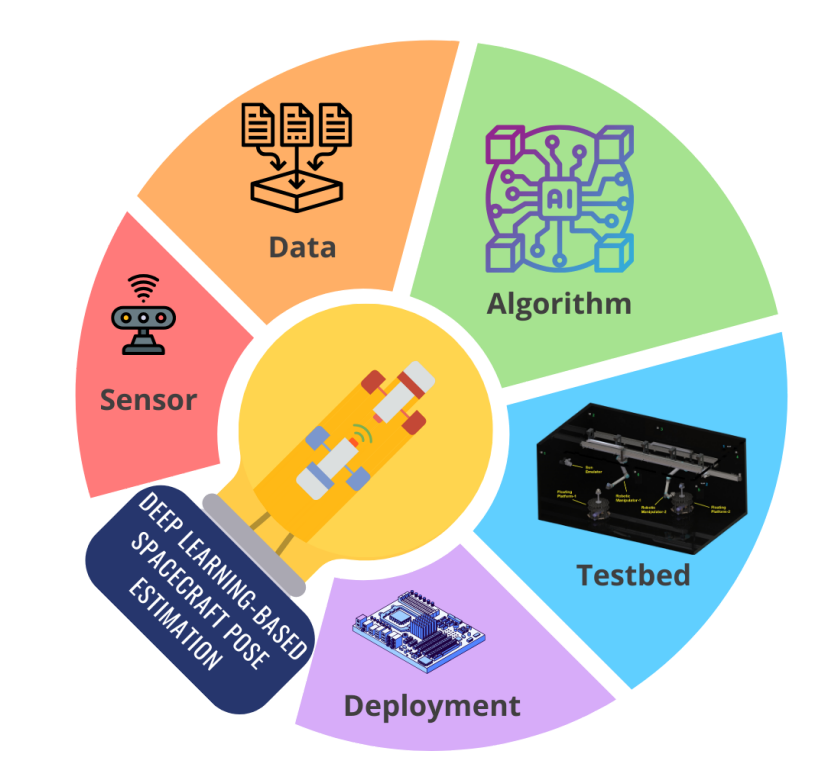 Data
AI
Algorithm
Sensor
Sun
Simulator
Floating
Platform-1
Robotic
Manipulator-1
Robotic
Manipulator-2
Floating
Platform-2
Testbed
DEEP LEARNING-BASED
SPACECRAFT POSE
ESTIMATION
Deployment